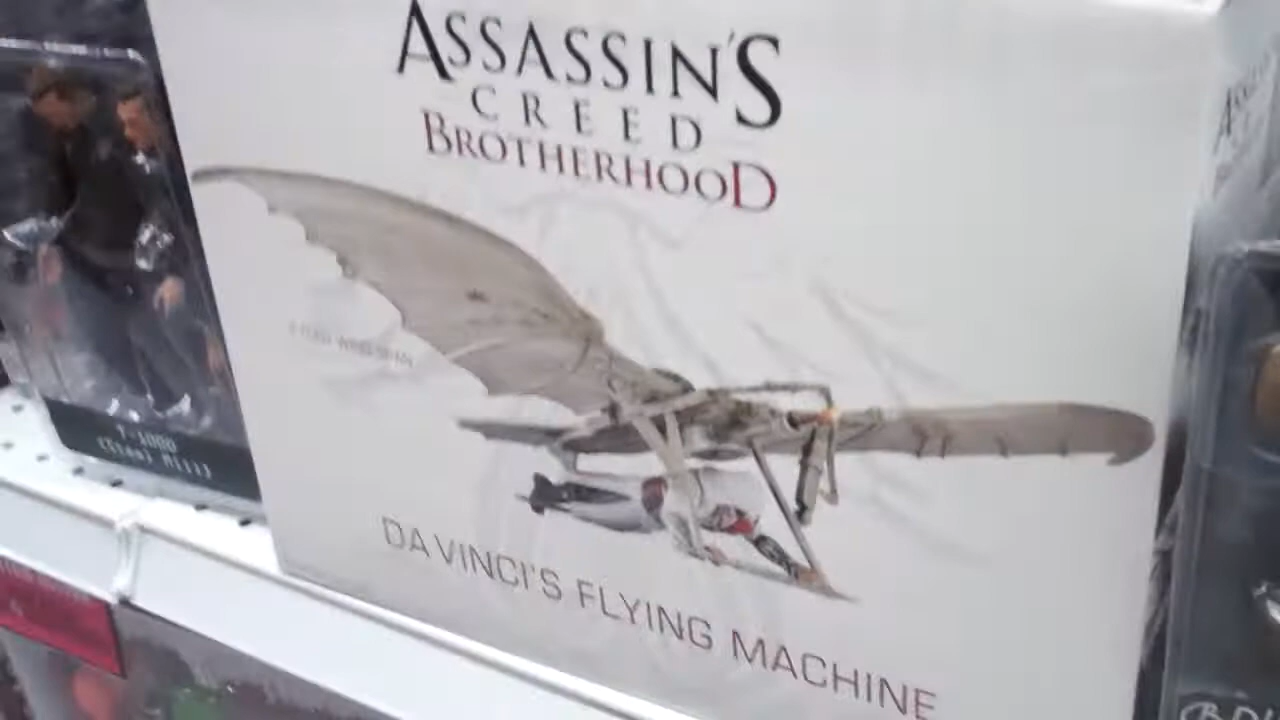 ASSASSIN'S
CREED
BROTHERHOOD
DA VINCI'S FLYING MACHINE
T-1000